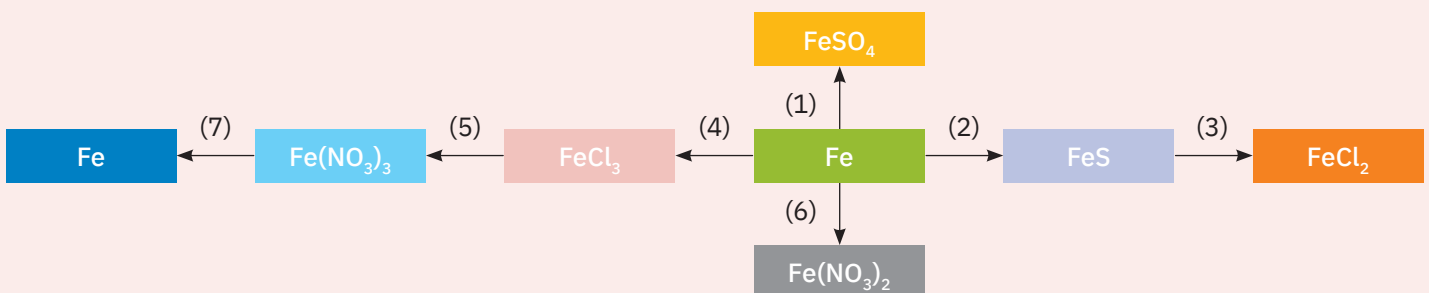 FeSO₄
(1)
(7) (5) (4) (2) (3)
Fe Fe(NO₃)₃ FeCl₃ Fe FeS FeCl₂
(6)
Fe(NO₃)₂